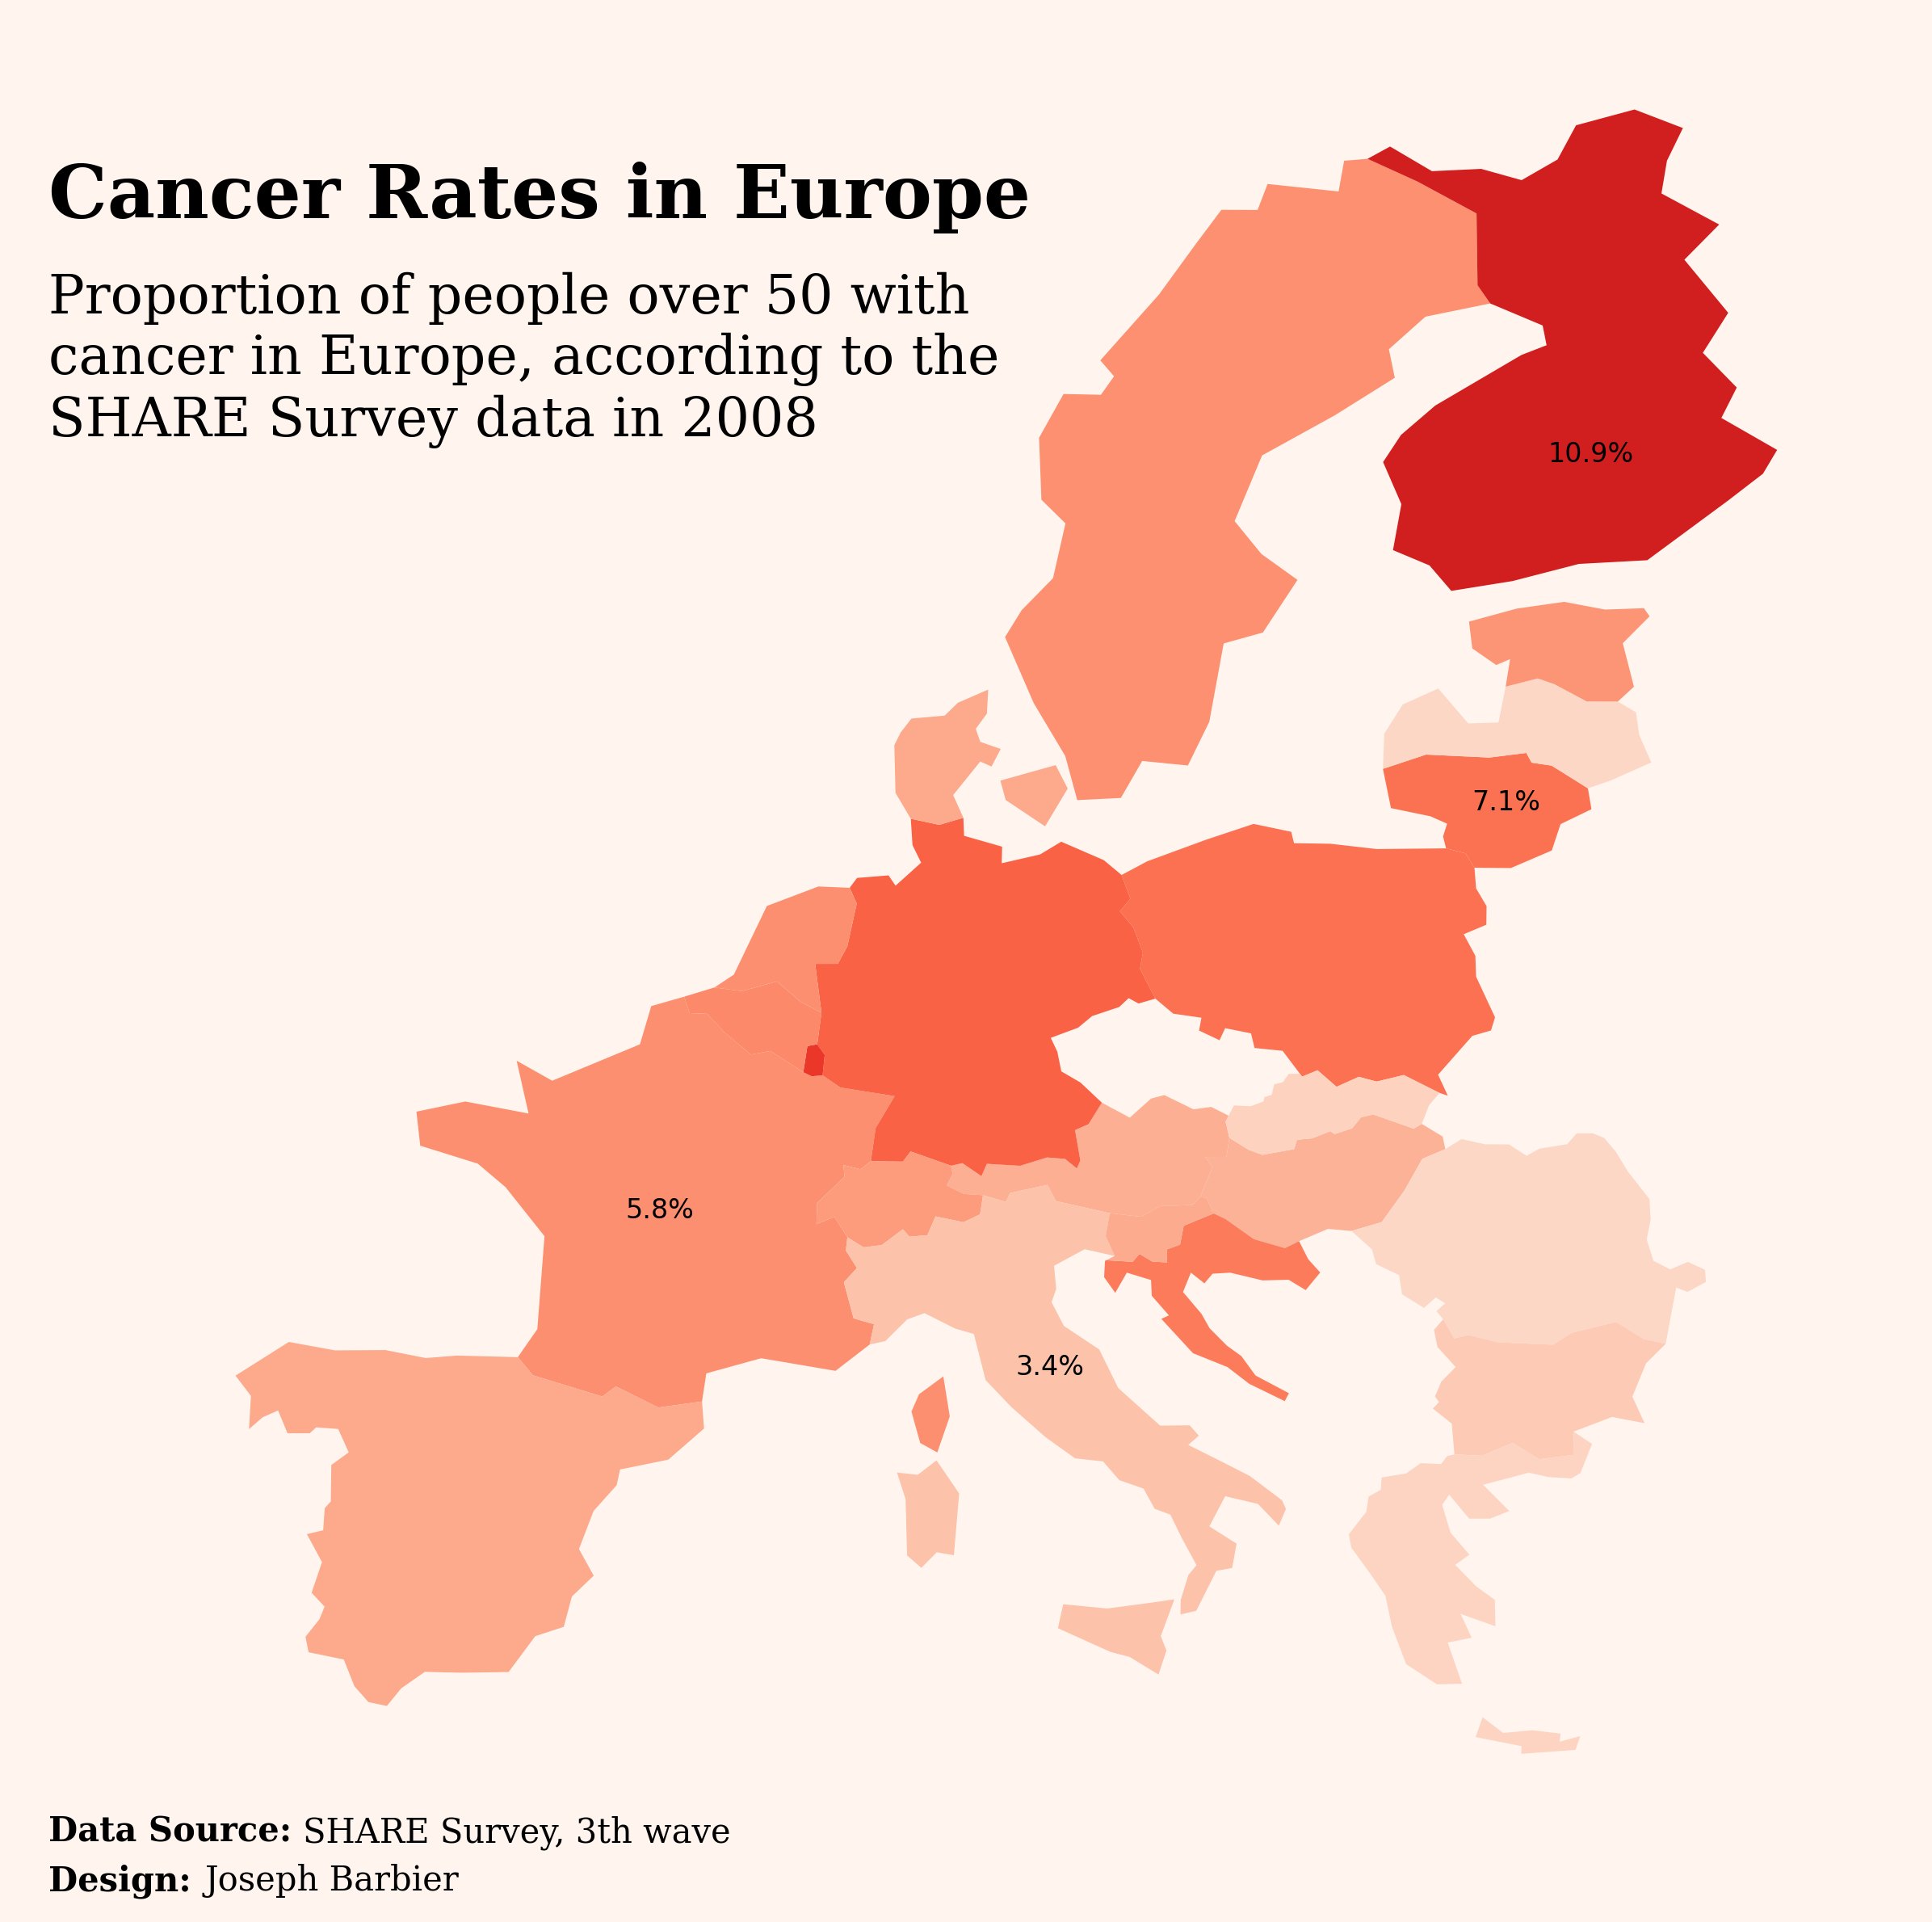 Cancer Rates in Europe
Proportion of people over 50 with
cancer in Europe, according to the
SHARE Survey data in 2008
10.9%
7.1%
5.8%
3.4%
Data Source: SHARE Survey, 3th wave
Design: Joseph Barbier